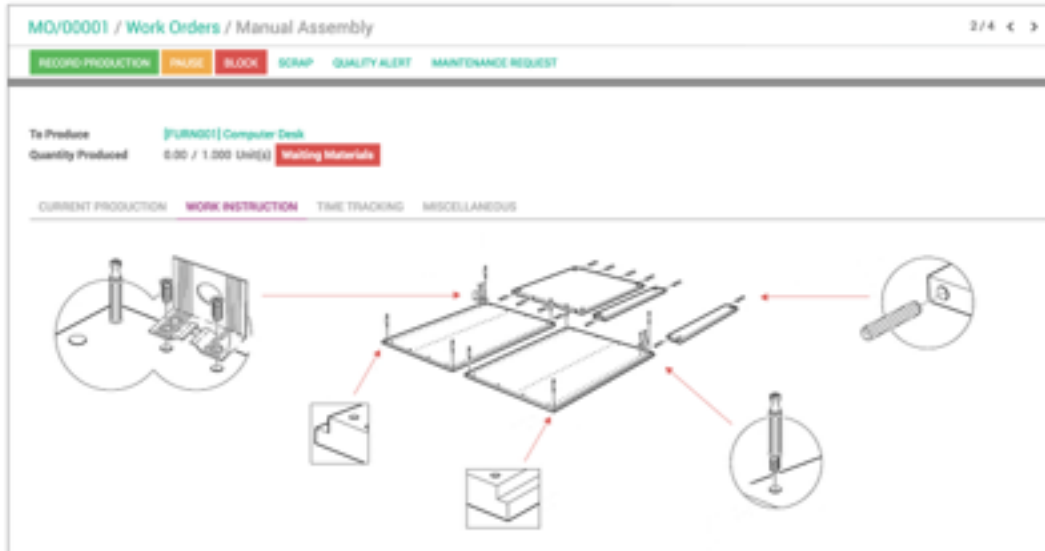 MO/00001 / Work Orders / Manual Assembly
2 / 4 < >
RECORD PRODUCTION PAUSE BLOCK SCRAP QUALITY ALERT MAINTENANCE REQUEST
To Produce [FURN001] Computer Desk
Quantity Produced 0.00 / 1.000 Unit(s) Waiting Materials
CURRENT PRODUCTION WORK INSTRUCTION TIME TRACKING MISCELLANEOUS